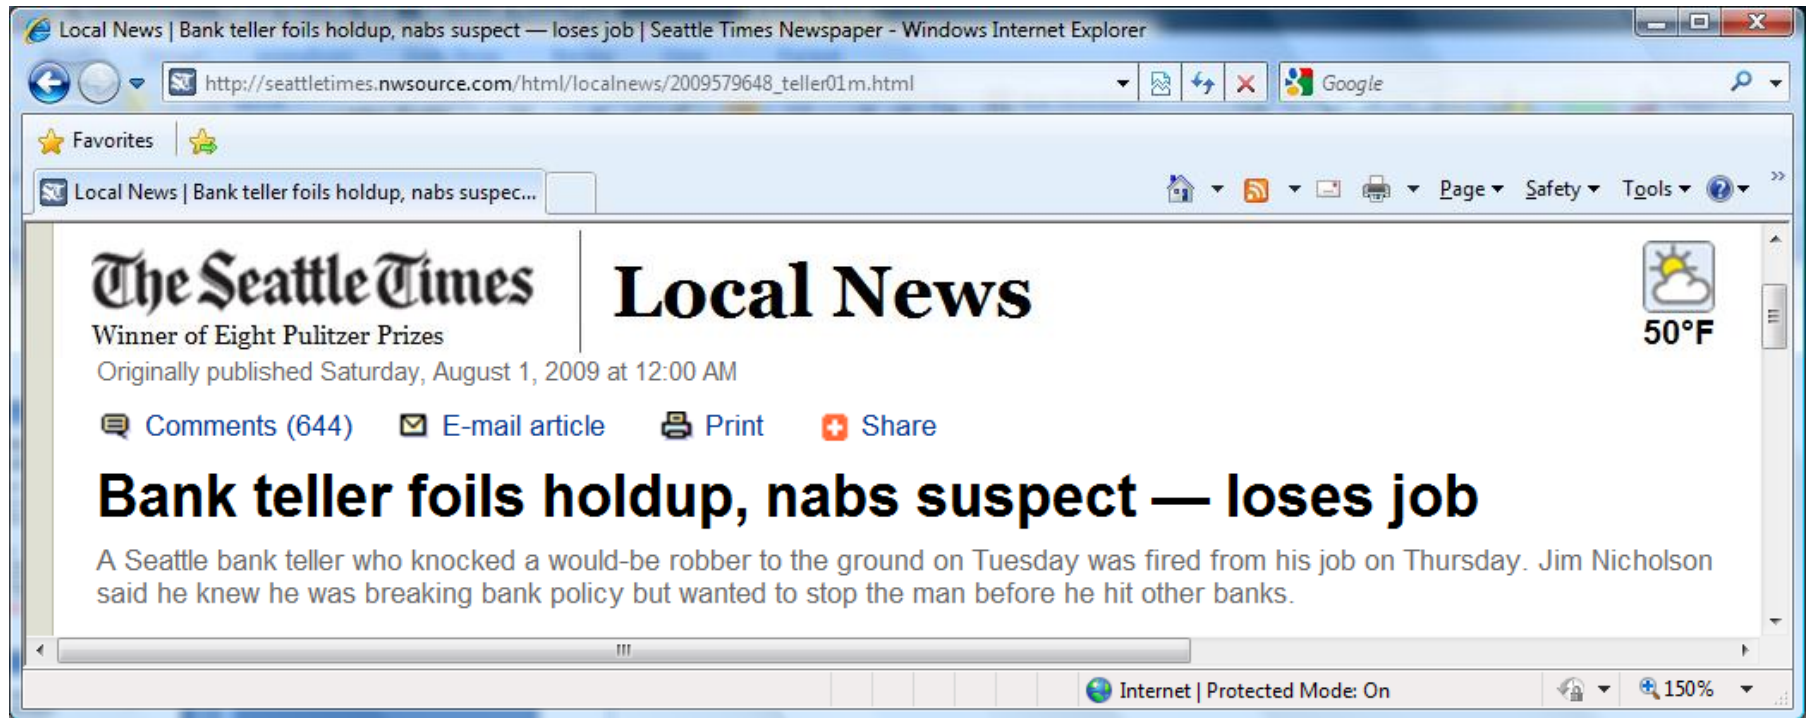 Local News | Bank teller foils holdup, nabs suspect — loses job | Seattle Times Newspaper - Windows Internet Explorer
http://seattletimes.nwsource.com/html/localnews/2009579648_teller01m.html
Google
Favorites
Local News | Bank teller foils holdup, nabs suspec...
Page Safety Tools
The Seattle Times
Local News
Winner of Eight Pulitzer Prizes
50°F
Originally published Saturday, August 1, 2009 at 12:00 AM
Comments (644) E-mail article Print Share
Bank teller foils holdup, nabs suspect — loses job
A Seattle bank teller who knocked a would-be robber to the ground on Tuesday was fired from his job on Thursday. Jim Nicholson
said he knew he was breaking bank policy but wanted to stop the man before he hit other banks.
Internet | Protected Mode: On
150%